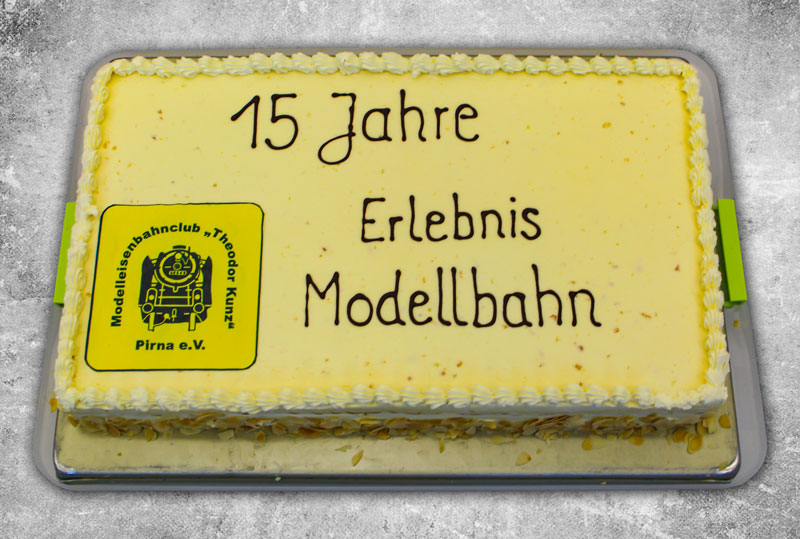 15 Jahre
Erlebnis
Modellbahn
Modelleisenbahnclub „Theodor Kunz“
Pirna e.V.